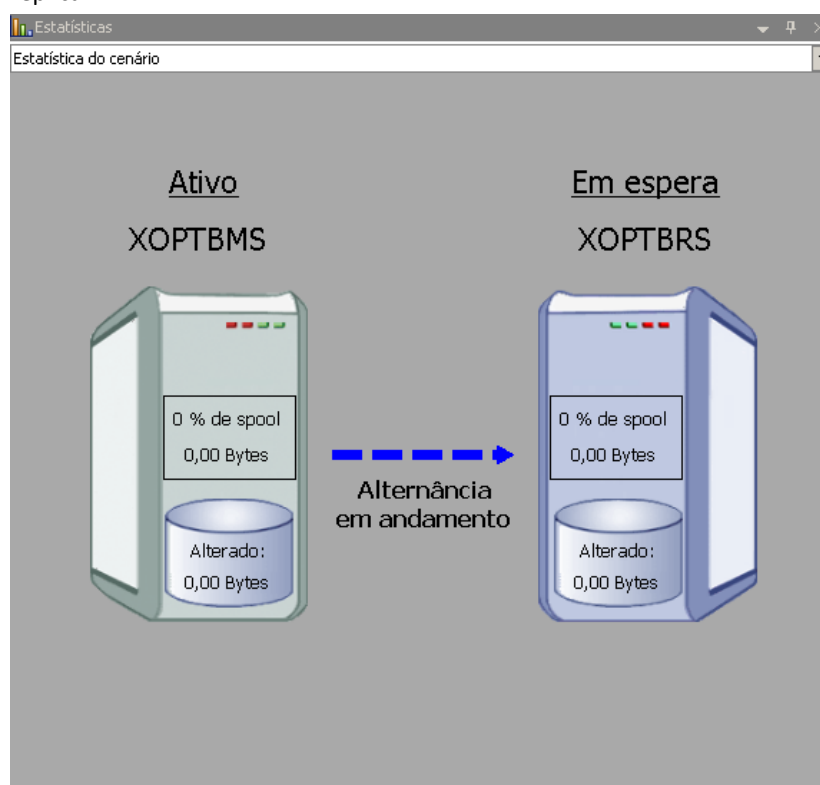 Estatísticas
Estatística do cenário
Ativo
Em espera
XOPTBMS
XOPTBRS
0 % de spool
0,00 Bytes
0 % de spool
0,00 Bytes
Alternância
em andamento
Alterado:
0,00 Bytes
Alterado:
0,00 Bytes